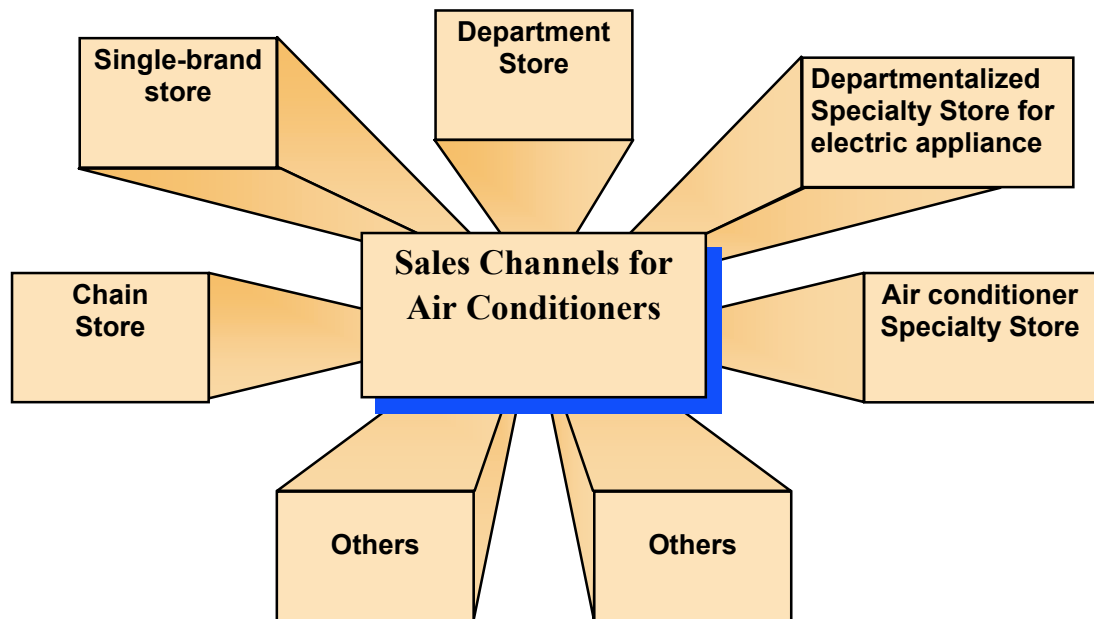 Single-brand
store
Department
Store
Departmentalized
Specialty Store for
electric appliance
Sales Channels for
Air Conditioners
Chain
Store
Air conditioner
Specialty Store
Others
Others